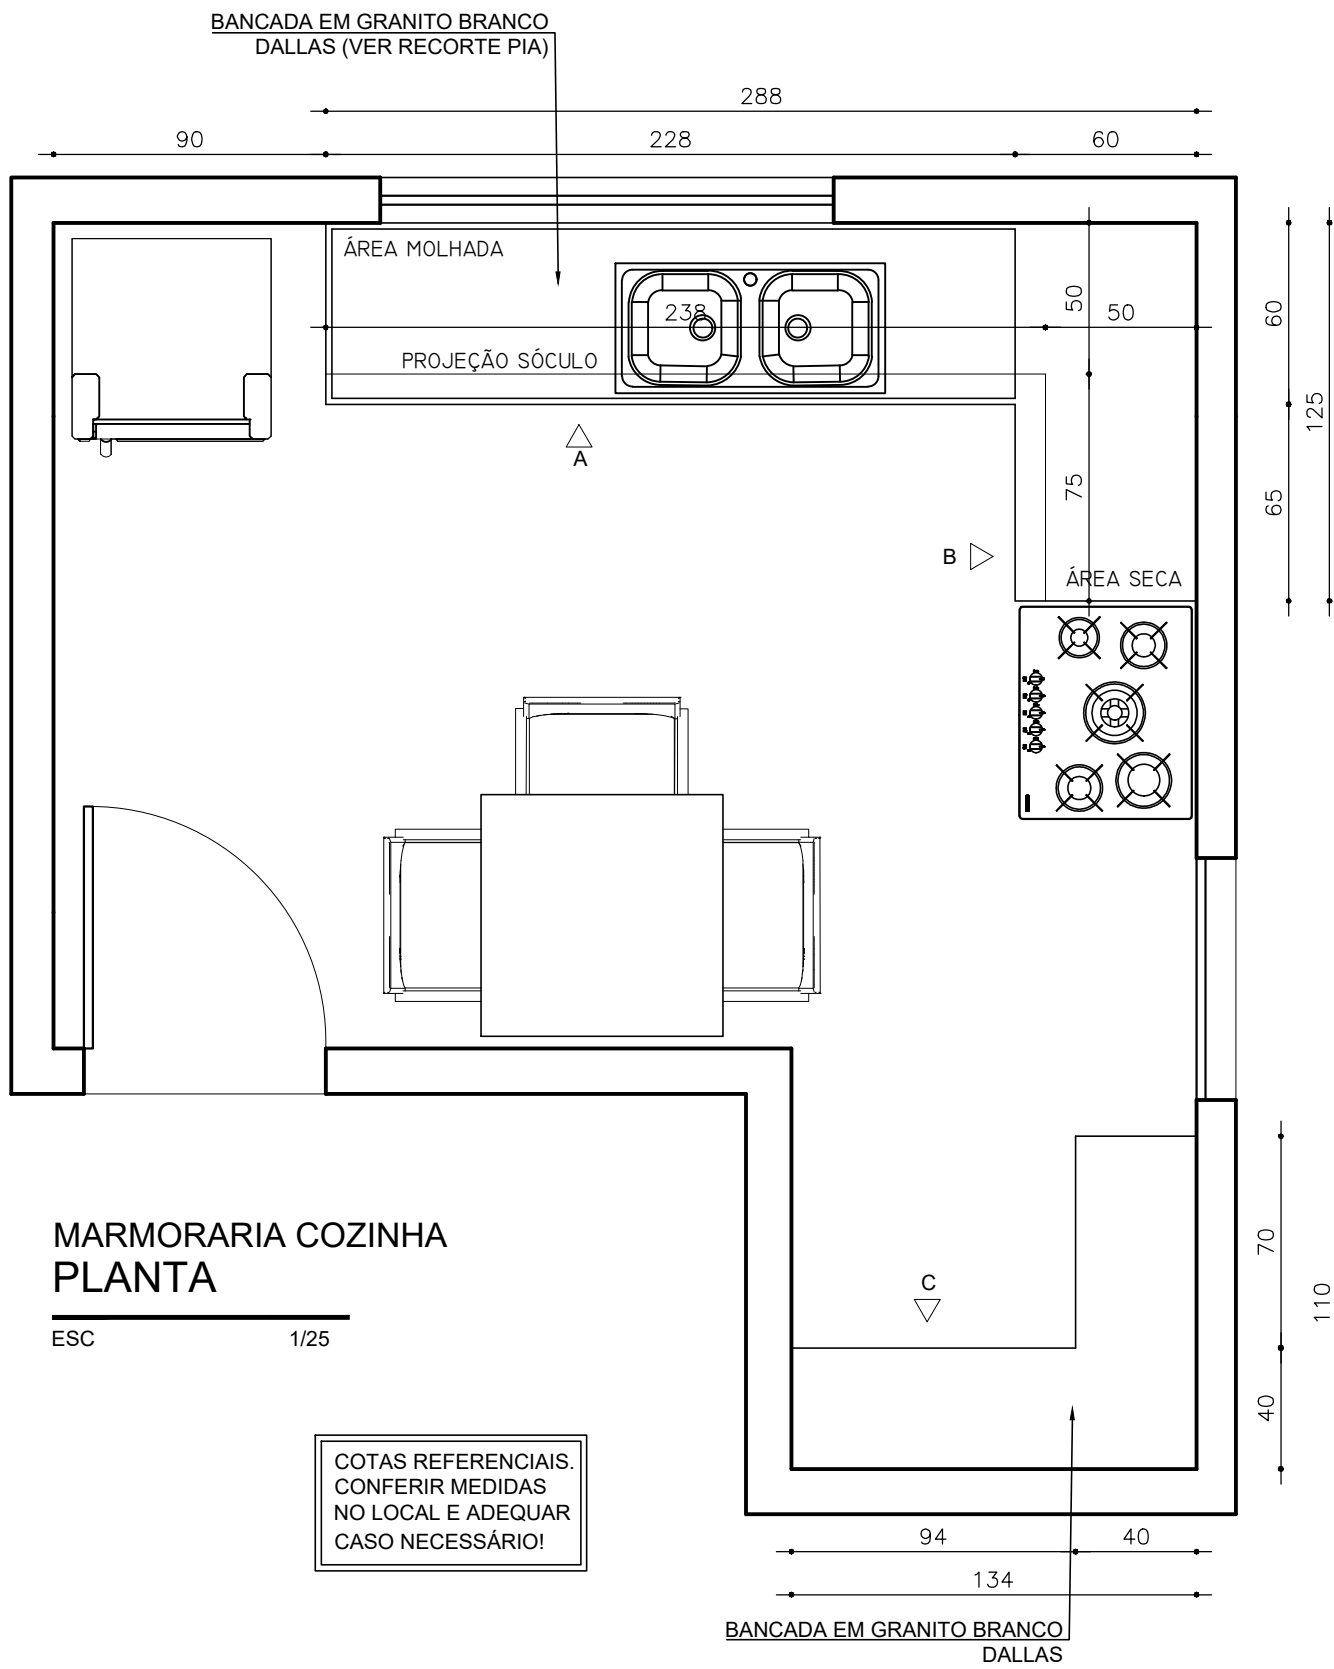 BANCADA EM GRANITO BRANCO
DALLAS (VER RECORTE PIA)
288
90
228
60
ÁREA MOLHADA
238
50
50
60
PROJEÇÃO SÓCULO
125
A
75
65
B
ÁREA SECA
MARMORARIA COZINHA
PLANTA
ESC 1/25
C
70
110
40
COTAS REFERENCIAIS.
CONFERIR MEDIDAS
NO LOCAL E ADEQUAR
CASO NECESSÁRIO!
94
40
134
BANCADA EM GRANITO BRANCO
DALLAS